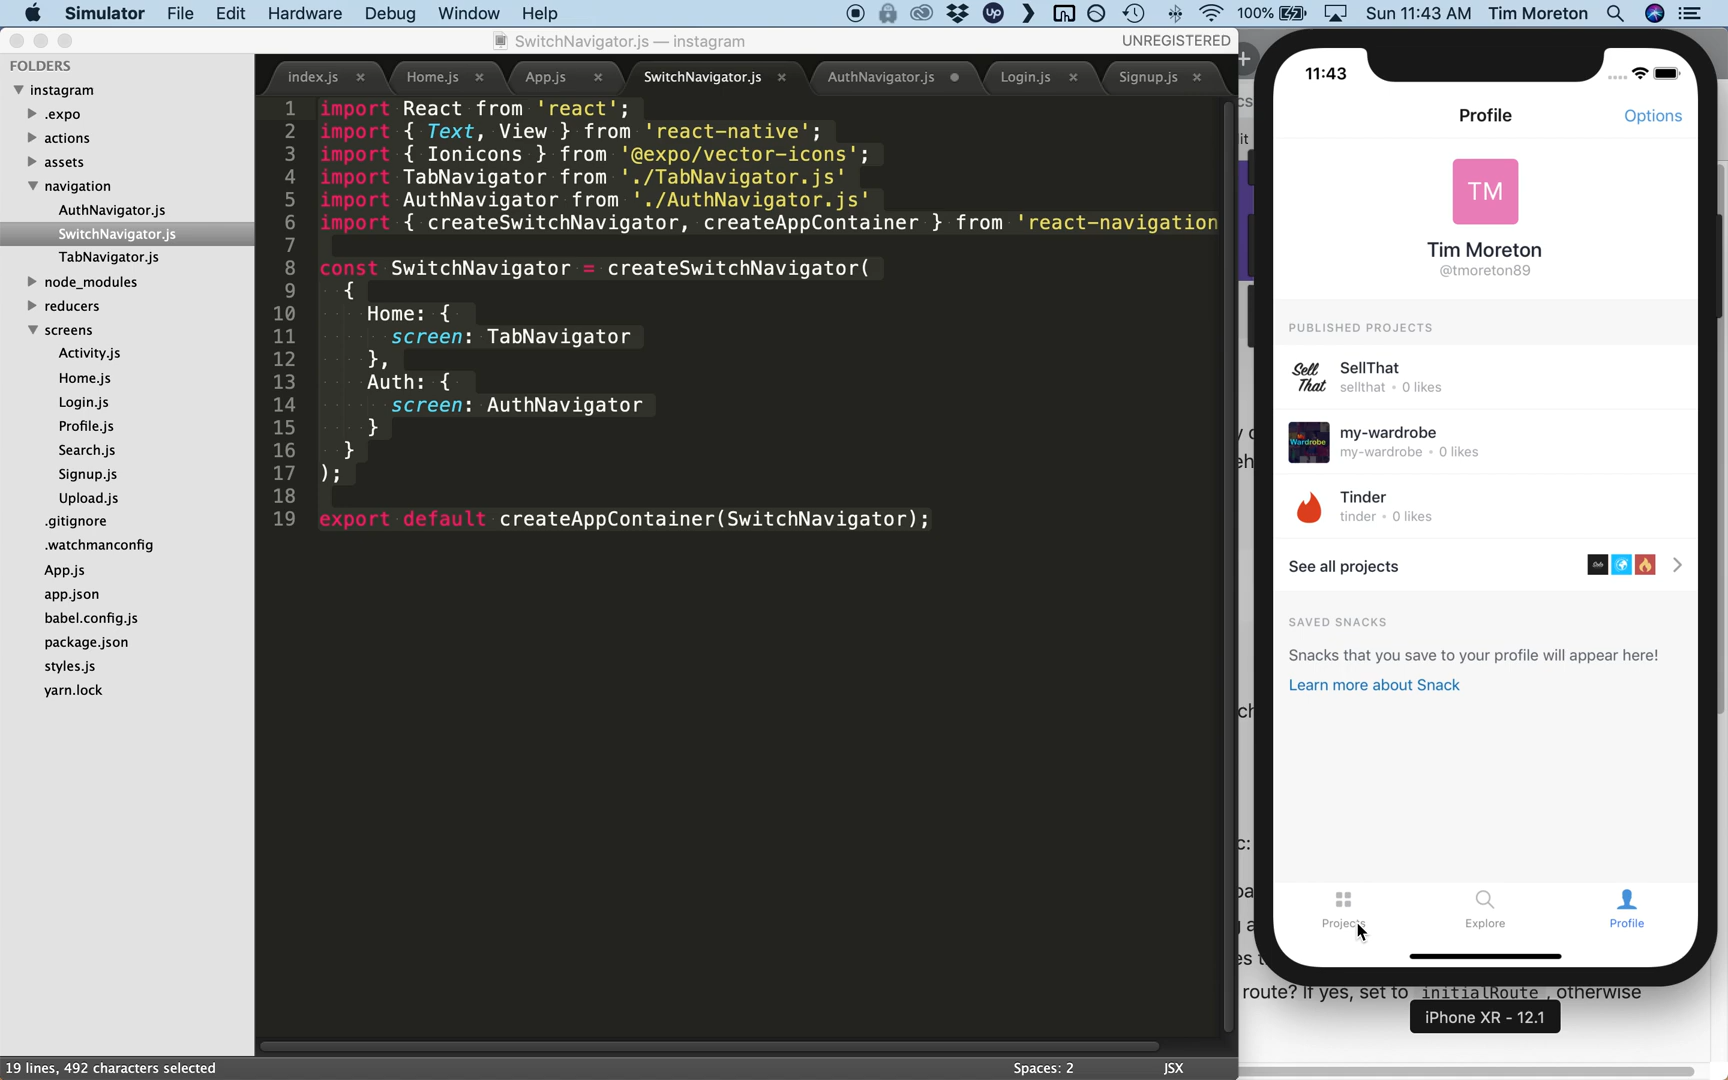 Simulator File Edit Hardware Debug Window Help
Up
100%
Sun 11:43 AM Tim Moreton
SwitchNavigator.js — instagram
UNREGISTERED
FOLDERS
instagram
.expo
actions
assets
navigation
AuthNavigator.js
SwitchNavigator.js
TabNavigator.js
node_modules
reducers
screens
Activity.js
Home.js
Login.js
Profile.js
Search.js
Signup.js
Upload.js
.gitignore
.watchmanconfig
App.js
app.json
babel.config.js
package.json
styles.js
yarn.lock
index.js Home.js App.js SwitchNavigator.js AuthNavigator.js Login.js Signup.js
1 import React from 'react';
2 import { Text, View } from 'react-native';
3 import { Ionicons } from '@expo/vector-icons';
4 import TabNavigator from './TabNavigator.js'
5 import AuthNavigator from './AuthNavigator.js'
6 import { createSwitchNavigator, createAppContainer } from 'react-navigation
7
8 const SwitchNavigator = createSwitchNavigator(
9 {
10 Home: {
11 screen: TabNavigator
12 },
13 Auth: {
14 screen: AuthNavigator
15 }
16 }
17 );
18
19 export default createAppContainer(SwitchNavigator);
19 lines, 492 characters selected
Spaces: 2
JSX
11:43
Profile
Options
TM
Tim Moreton
@tmoreton89
PUBLISHED PROJECTS
Sell That
SellThat
sellthat • 0 likes
Wardrobe
my-wardrobe
my-wardrobe • 0 likes
Tinder
tinder • 0 likes
See all projects
SAVED SNACKS
Snacks that you save to your profile will appear here!
Learn more about Snack
Projects
Explore
Profile
route? If yes, set to initialRoute , otherwise
iPhone XR - 12.1